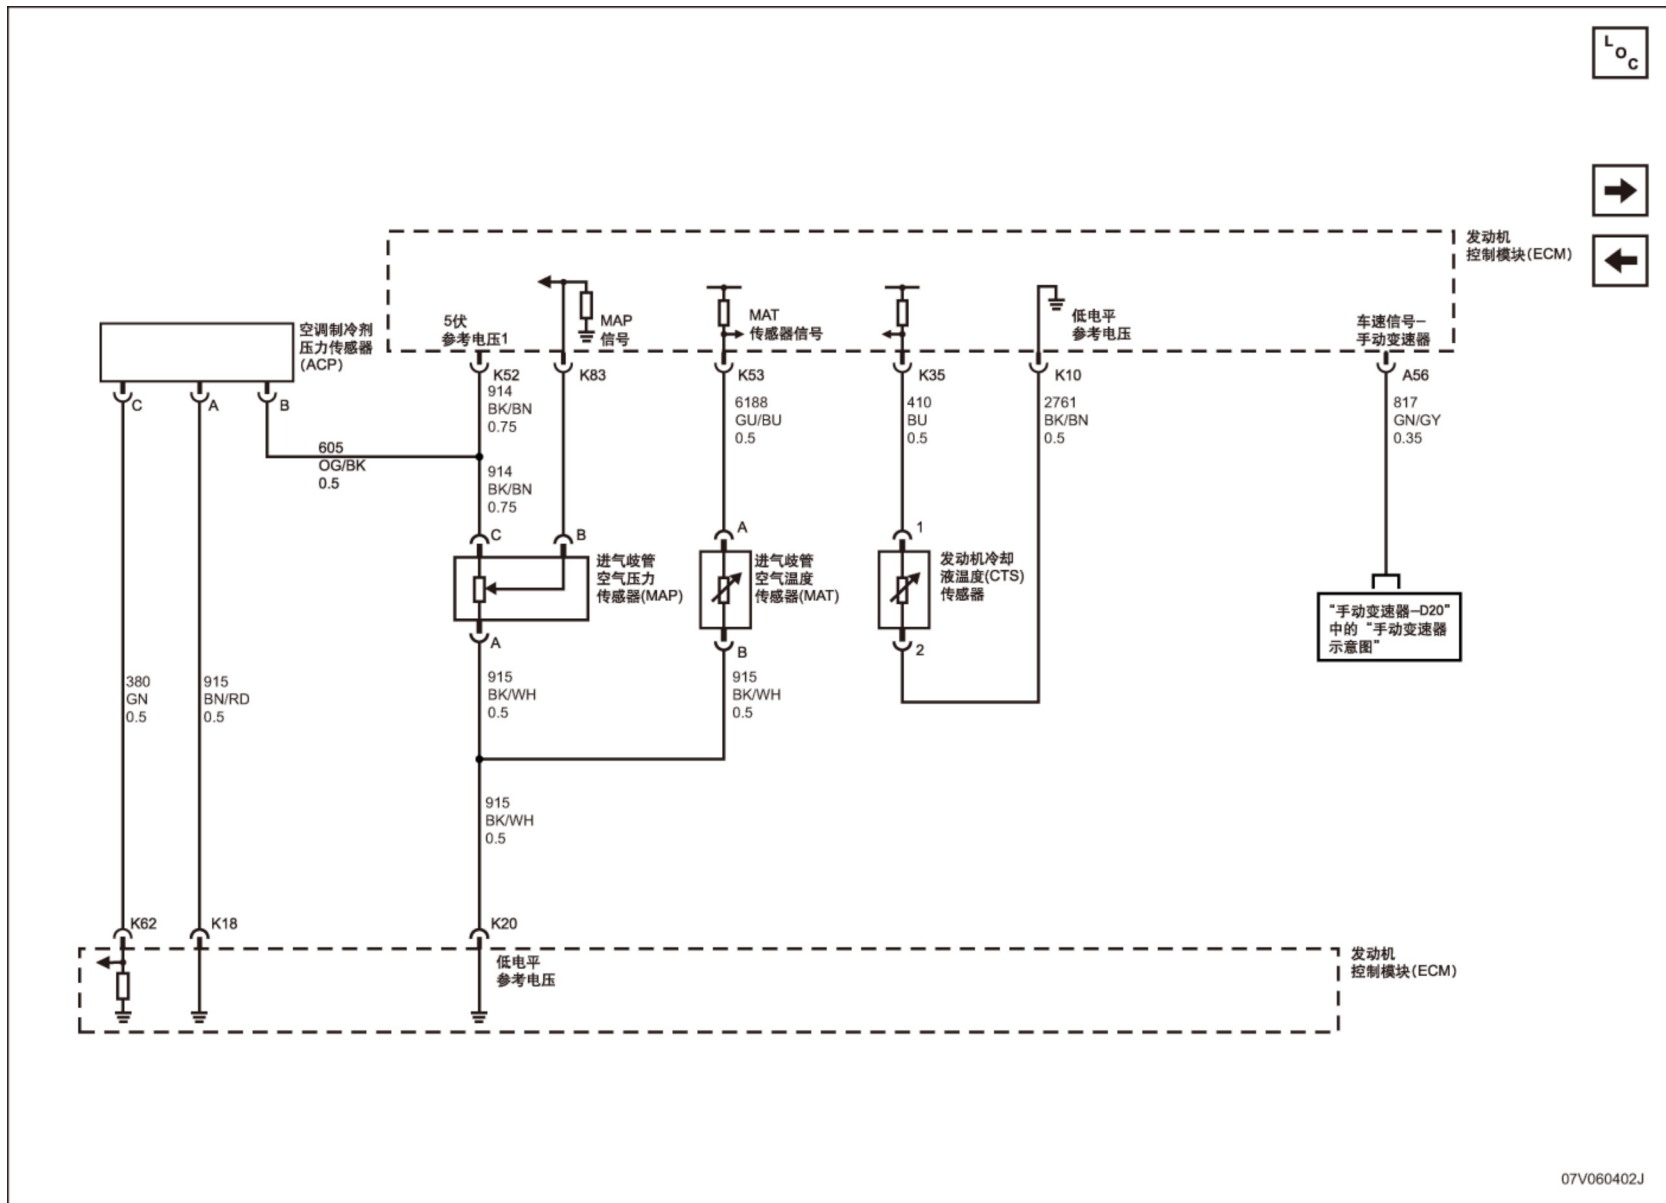 L
O
C
发动机
控制模块(ECM)
5伏
参考电压1
MAP
信号
MAT
传感器信号
低电平
参考电压
车速信号–
手动变速器
空调制冷剂
压力传感器
(ACP)
C
A
B
K52
K83
K53
K35
K10
A56
914
BK/BN
0.75
6188
GU/BU
0.5
410
BU
0.5
2761
BK/BN
0.5
817
GN/GY
0.35
605
OG/BK
0.5
914
BK/BN
0.75
C
B
A
1
进气歧管
空气压力
传感器(MAP)
进气歧管
空气温度
传感器(MAT)
发动机冷却
液温度(CTS)
传感器
“手动变速器–D20”
中的“手动变速器
示意图”
A
B
2
380
GN
0.5
915
BN/RD
0.5
915
BK/WH
0.5
915
BK/WH
0.5
915
BK/WH
0.5
K62
K18
K20
低电平
参考电压
发动机
控制模块(ECM)
07V060402J